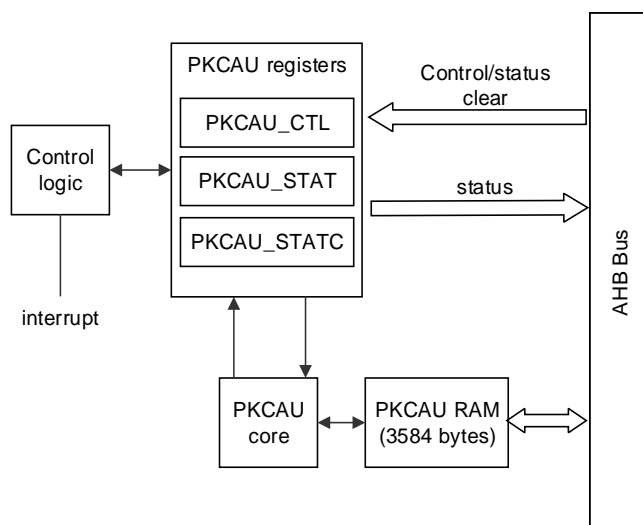 PKCAU registers
PKCAU_CTL
PKCAU_STAT
PKCAU_STATC
Control
logic
interrupt
Control/status
clear
status
AHB Bus
PKCAU
core
PKCAU RAM
(3584 bytes)